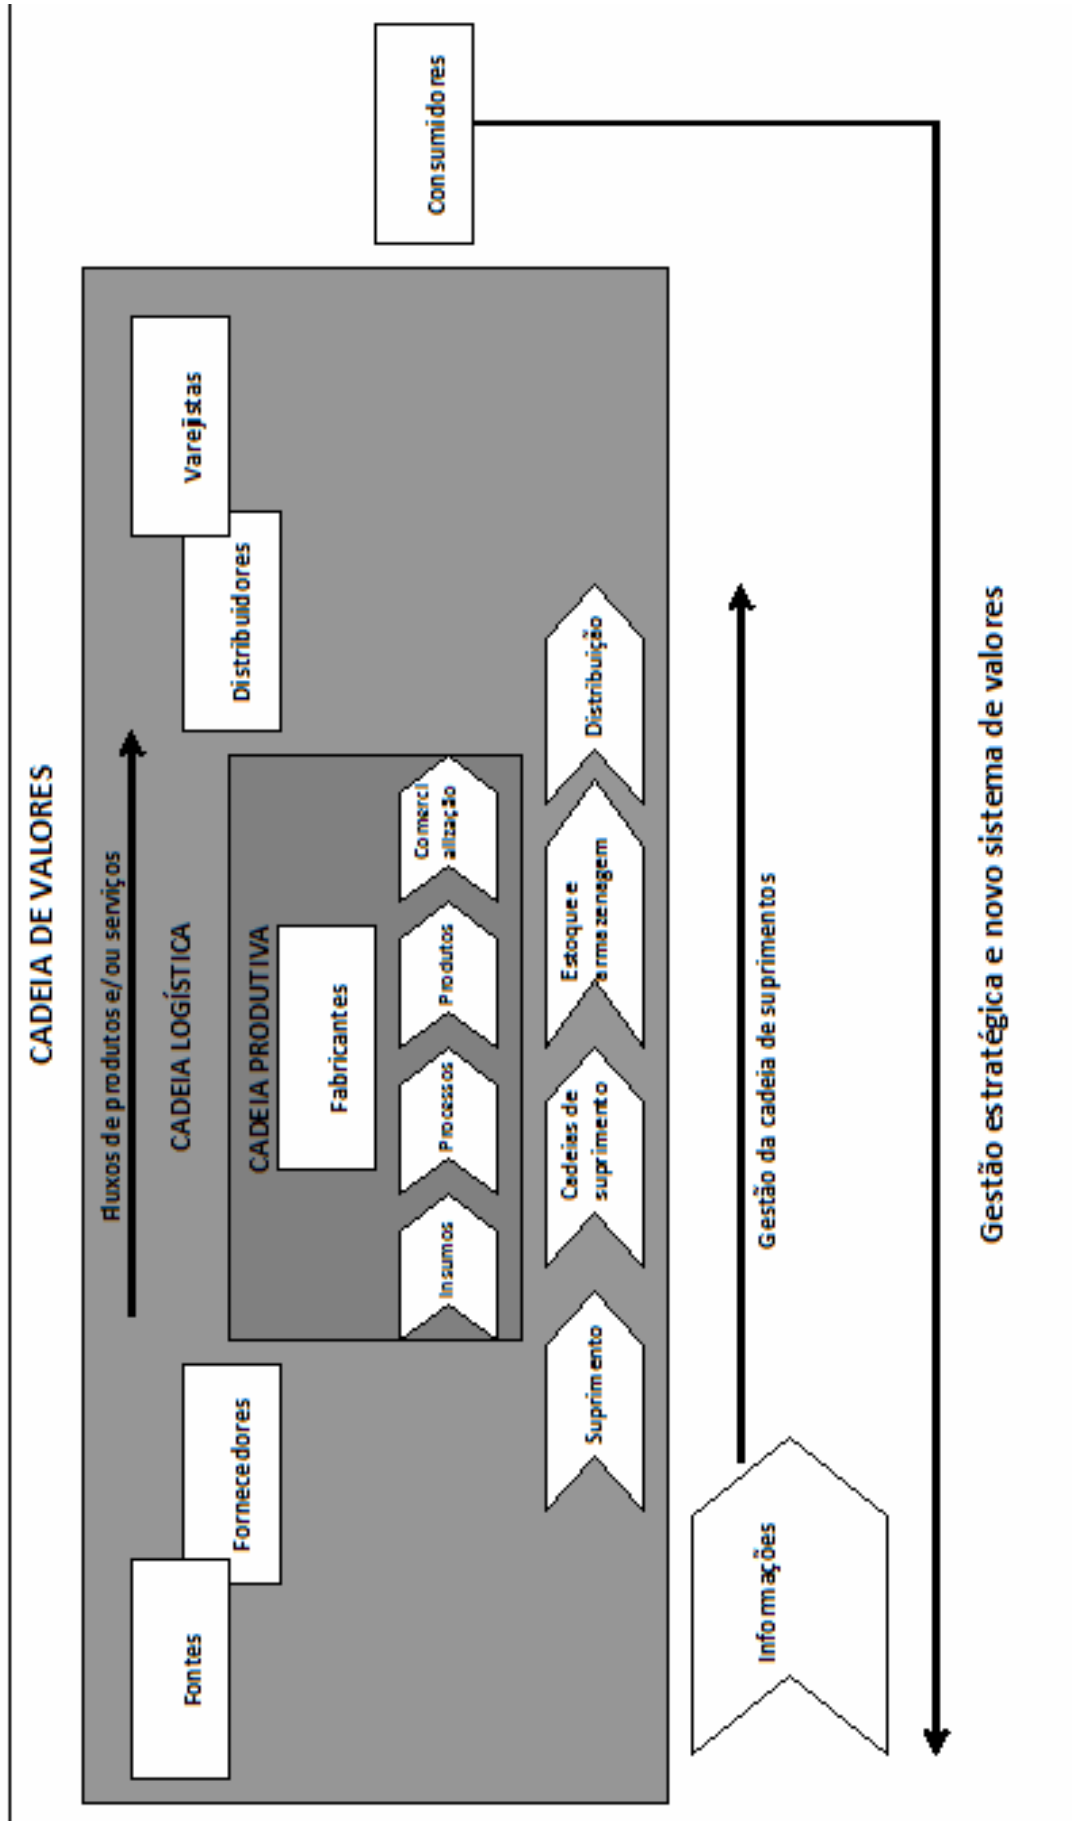 CADEIA DE VALORES
Fluxos de produtos e/ou serviços
CADEIA LOGÍSTICA
CADEIA PRODUTIVA
Fontes
Fornecedores
Fabricantes
Distribuidores
Varejistas
Consumidores
Insumos
Processos
Produtos
Comerci
alização
Suprimento
Cadeias de
suprimento
Estoque e
armazenagem
Distribuição
Informações
Gestão da cadeia de suprimentos
Gestão estratégica e novo sistema de valores